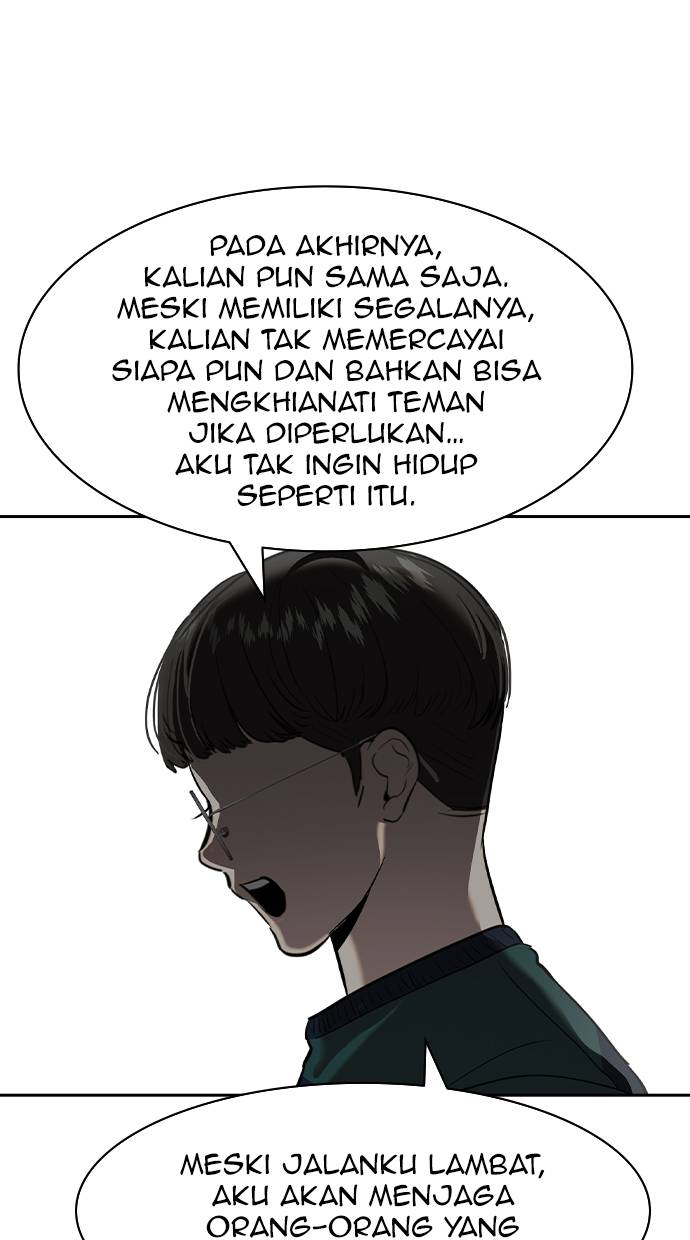 PADA AKHIRNYA,
KALIAN PUN SAMA SAJA.
MESKI MEMILIKI SEGALANYA,
KALIAN TAK MEMERCAYAI
SIAPA PUN DAN BAHKAN BISA
MENGKHIANATI TEMAN
JIKA DIPERLUKAN...
AKU TAK INGIN HIDUP
SEPERTI ITU.
MESKI JALANKU LAMBAT,
AKU AKAN MENJAGA
ORANG-ORANG YANG